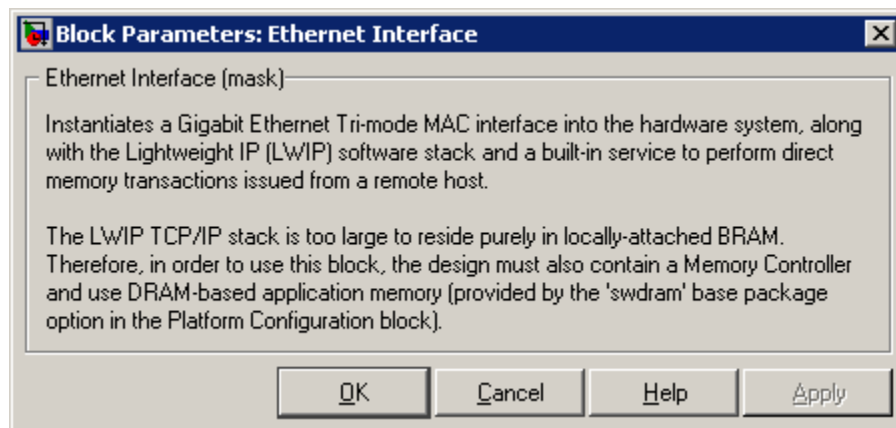 Block Parameters: Ethernet Interface
Ethernet Interface (mask)
Instantiates a Gigabit Ethernet Tri-mode MAC interface into the hardware system, along
with the Lightweight IP (LWIP) software stack and a built-in service to perform direct
memory transactions issued from a remote host.
The LWIP TCP/IP stack is too large to reside purely in locally-attached BRAM.
Therefore, in order to use this block, the design must also contain a Memory Controller
and use DRAM-based application memory (provided by the 'swdram' base package
option in the Platform Configuration block).
OK Cancel Help Apply